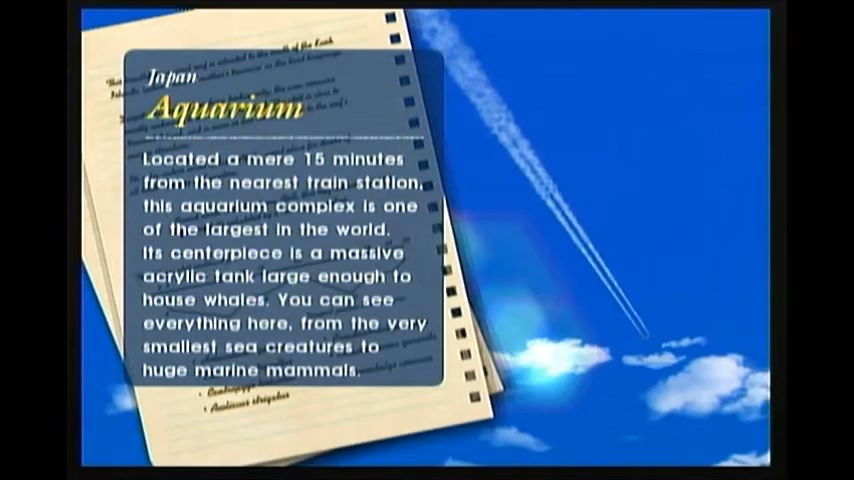 Japan
Aquarium
Located a mere 15 minutes
from the nearest train station,
this aquarium complex is one
of the largest in the world.
Its centerpiece is a massive
acrylic tank large enough to
house whales. You can see
everything here, from the very
smallest sea creatures to
huge marine mammals.